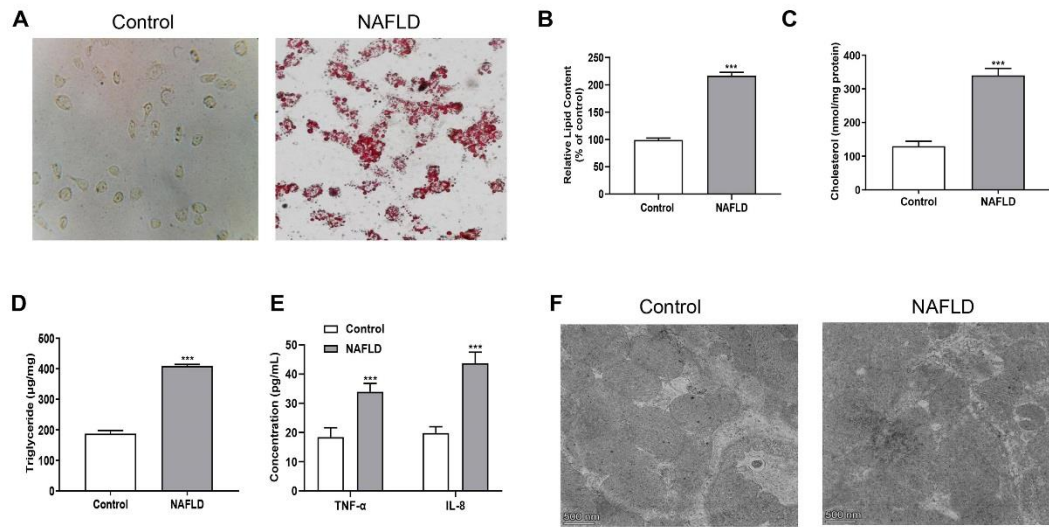 A
Control
NAFLD
B
Relative Lipid Content
(% of control)
250
200
150
100
50
0
***
Control
NAFLD
C
Cholesterol (nmol/mg protein)
400
300
200
100
0
***
Control
NAFLD
D
Triglyceride (µg/mg)
500
400
300
200
100
0
***
Control
NAFLD
E
Control
NAFLD
Concentration (pg/mL)
50
40
30
20
10
0
***
***
TNF-α
IL-8
F
Control
NAFLD
500 nm
500 nm